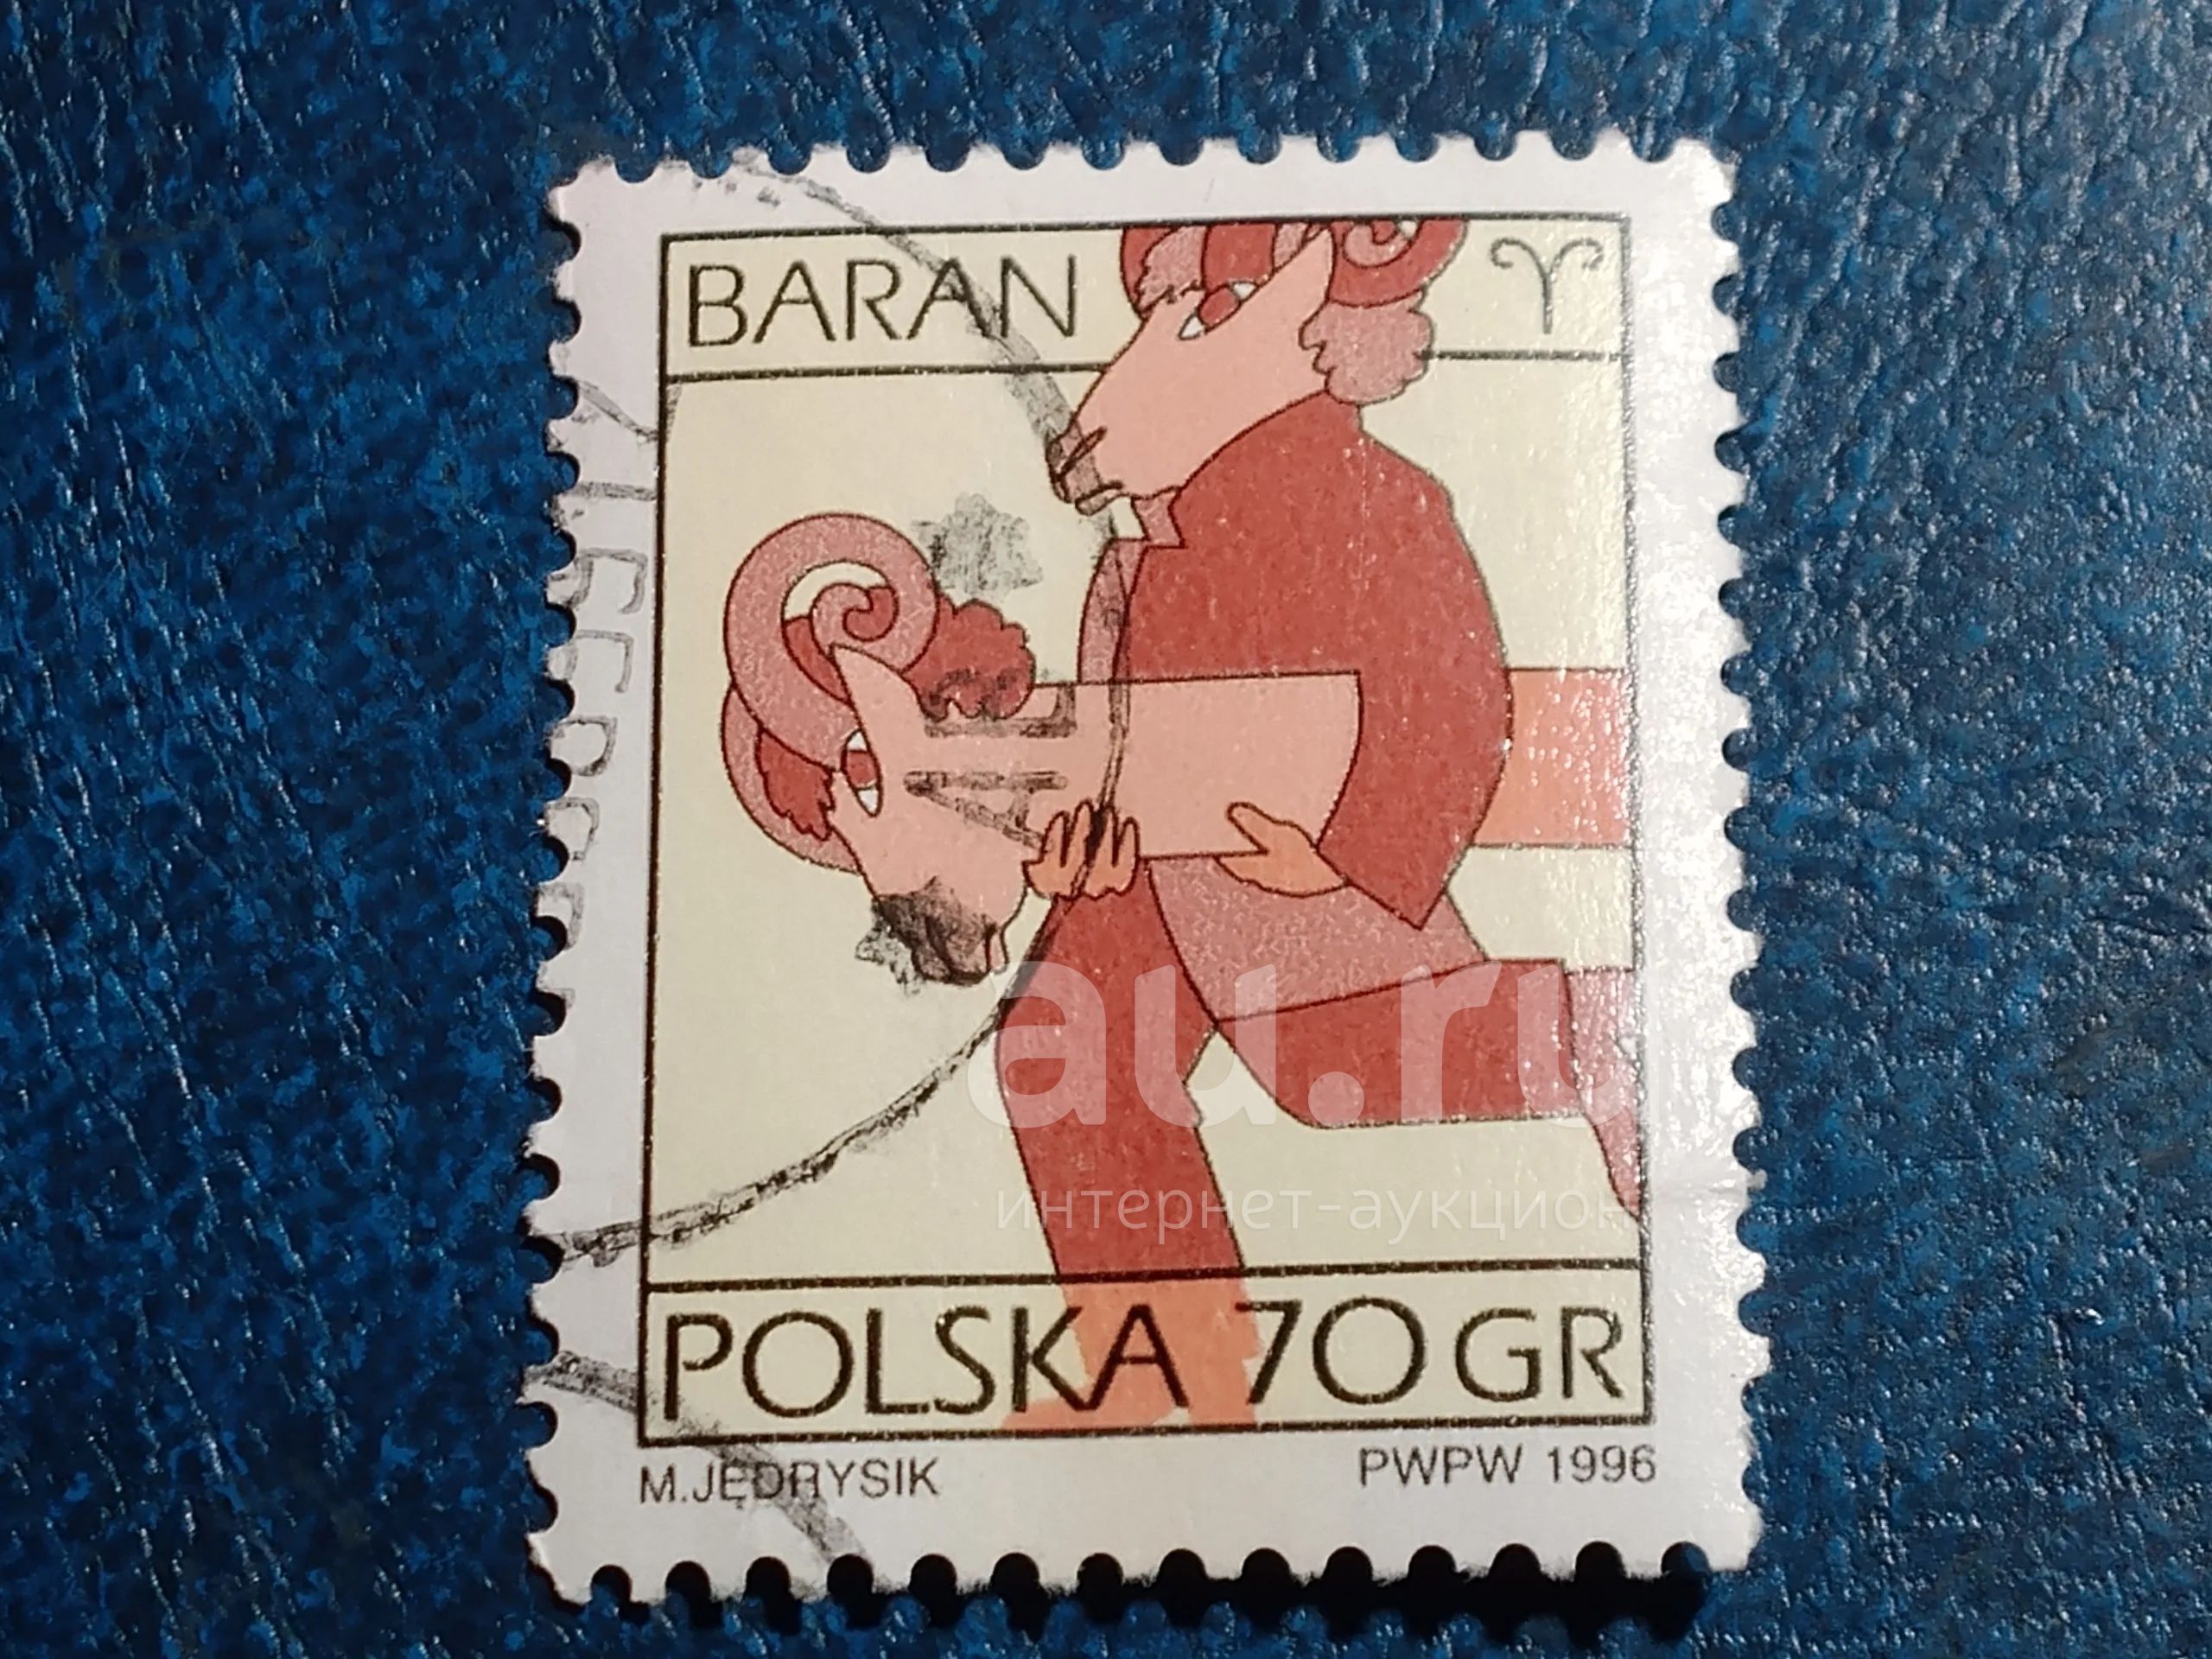 BARAN ♈
POLSKA 70 GR
M.JĘDRYSIK PWPW 1996
au.ru
интернет-аукцион